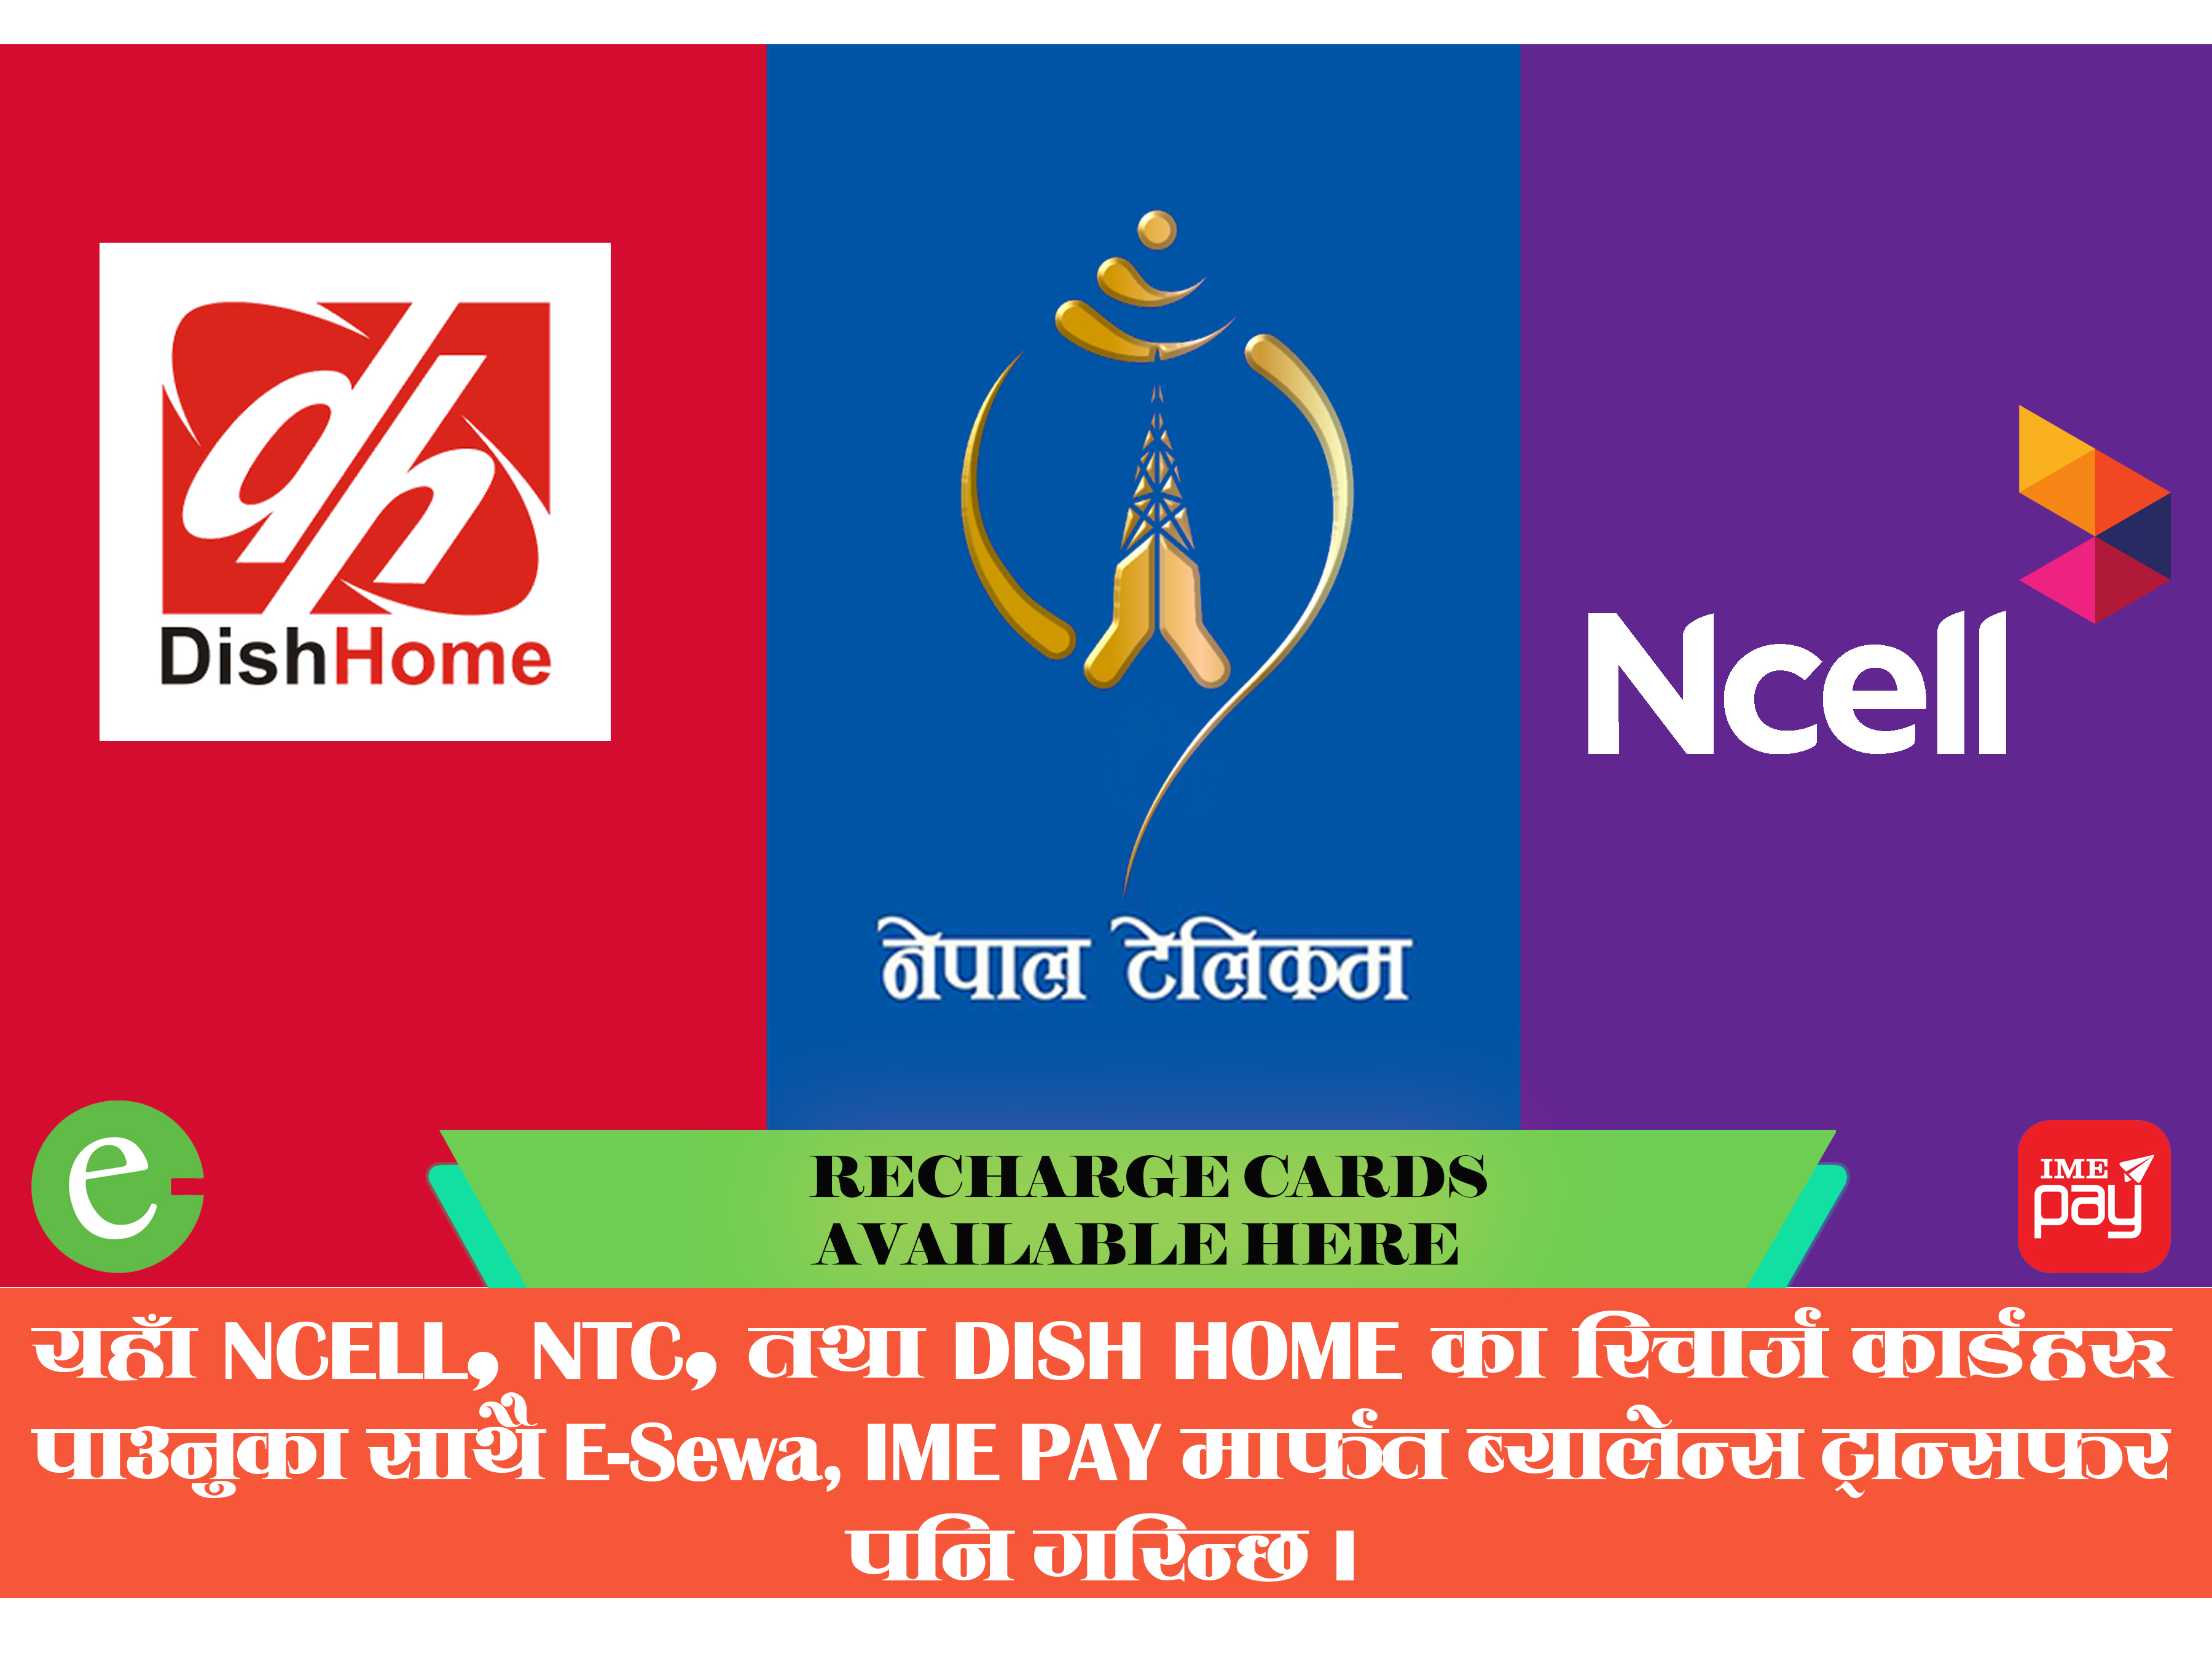 dh
DishHome
नेपाल टेलिकम
Ncell
e
RECHARGE CARDS
AVAILABLE HERE
IME
pay
यहाँ NCELL, NTC, तथा DISH HOME का रिचार्ज कार्डहरु
पाउनुका साथै E-Sewa, IME PAY मार्फत ब्यालेन्स ट्रान्सफर
पनि गरिन्छ ।